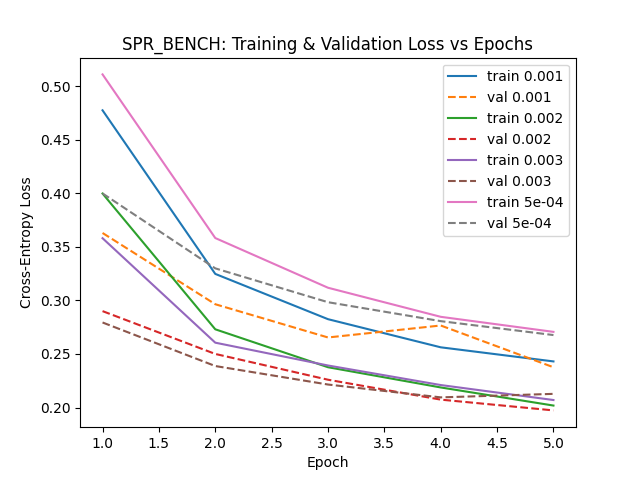 SPR_BENCH: Training & Validation Loss vs Epochs
Cross-Entropy Loss
0.50
0.45
0.40
0.35
0.30
0.25
0.20
train 0.001
val 0.001
train 0.002
val 0.002
train 0.003
val 0.003
train 5e-04
val 5e-04
1.0 1.5 2.0 2.5 3.0 3.5 4.0 4.5 5.0
Epoch